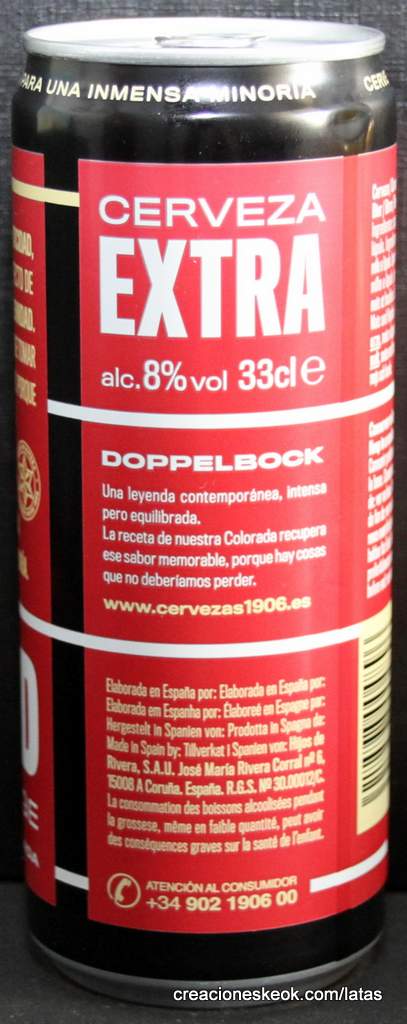 PARA UNA INMENSA MINORIA
CERVEZA
EXTRA
alc. 8% vol 33cl e
DOPPELBOCK
Una leyenda contemporánea, intensa
pero equilibrada.
La receta de nuestra Colorada recupera
ese sabor memorable, porque hay cosas
que no deberíamos perder.
www.cervezas1906.es
Elaborada en España por: Elaborada en España por:
Elaborada em Espanha por: Élaboreé en Espagne par:
Hergestelt in Spanien von: Prodotta in Spagna da:
Made in Spain by: Tillverkat i Spanien von: Hijos de
Rivera, S.A.U. José María Rivera Corral nº 6,
15008 A Coruña. España. R.G.S. Nº 30.00012/C.
La consommation des boissons alcoolisées pendant
la grossese, même en faible quantité, peut avoir
des conséquences graves sur la santé de l'enfant.
ATENCIÓN AL CONSUMIDOR
+34 902 1906 00
creacioneskeok.com/latas